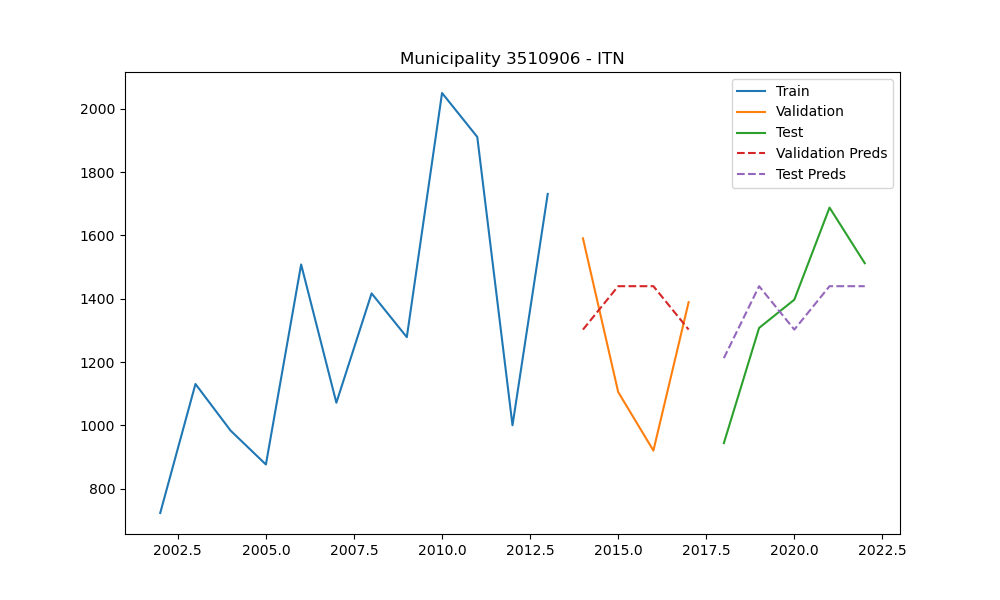 Municipality 3510906 - ITN
Train
Validation
Test
Validation Preds
Test Preds
2000
1800
1600
1400
1200
1000
800
2002.5 2005.0 2007.5 2010.0 2012.5 2015.0 2017.5 2020.0 2022.5